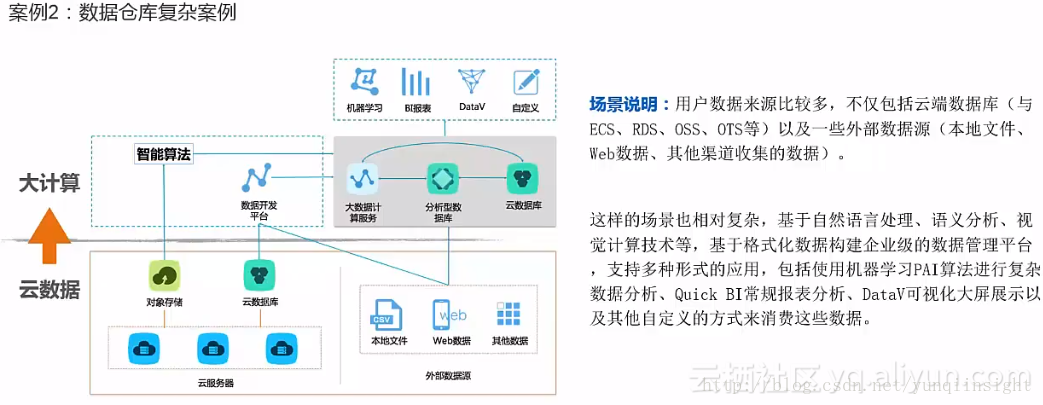 案例2：数据仓库复杂案例
机器学习
BI报表
DataV
自定义
智能算法
数据开发
平台
大数据计
算服务
分析型数
据库
云数据库
大计算
云数据
对象存储
云数据库
云服务器
CSV
web
本地文件
Web数据
其他数据
外部数据源
场景说明：用户数据来源比较多，不仅包括云端数据库（与
ECS、RDS、OSS、OTS等）以及一些外部数据源（本地文件、
Web数据、其他渠道收集的数据）。
这样的场景也相对复杂，基于自然语言处理、语义分析、视
觉计算技术等，基于格式化数据构建企业级的数据管理平台
，支持多种形式的应用，包括使用机器学习PAI算法进行复杂
数据分析、Quick BI常规报表分析、DataV可视化大屏展示以
及其他自定义的方式来消费这些数据。
云栖社区 yq.aliyun.com
http://blog.csdn.net/yunqiinsight